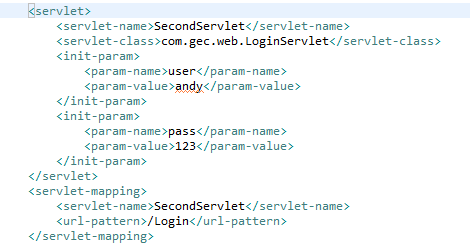 <servlet>
<servlet-name>SecondServlet</servlet-name>
<servlet-class>com.gec.web.LoginServlet</servlet-class>
<init-param>
<param-name>user</param-name>
<param-value>andy</param-value>
</init-param>
<init-param>
<param-name>pass</param-name>
<param-value>123</param-value>
</init-param>
</servlet>
<servlet-mapping>
<servlet-name>SecondServlet</servlet-name>
<url-pattern>/Login</url-pattern>
</servlet-mapping>